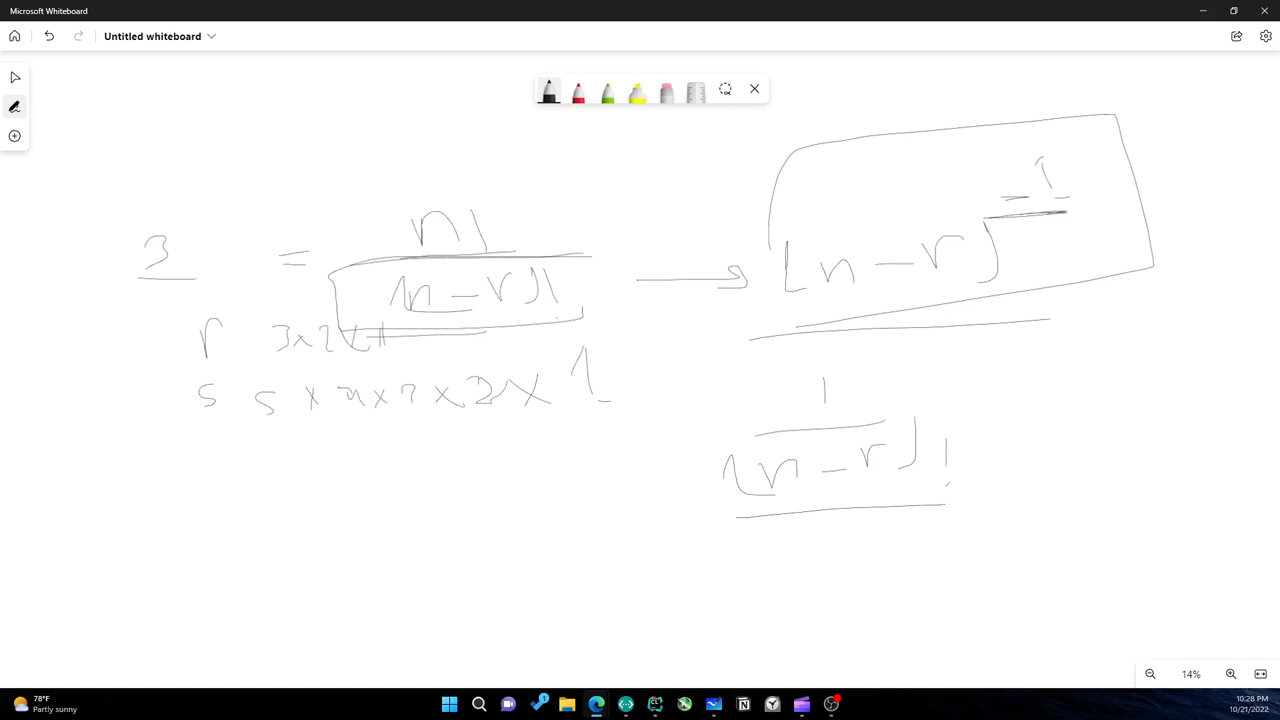 Microsoft Whiteboard
Untitled whiteboard
3 = n! / (n-r)! → (n-r)^-1
r 3×2×1
5 5×4×3×2×1
1 / (n-r)!
14%
78°F
Partly sunny
1
10:28 PM
10/21/2022